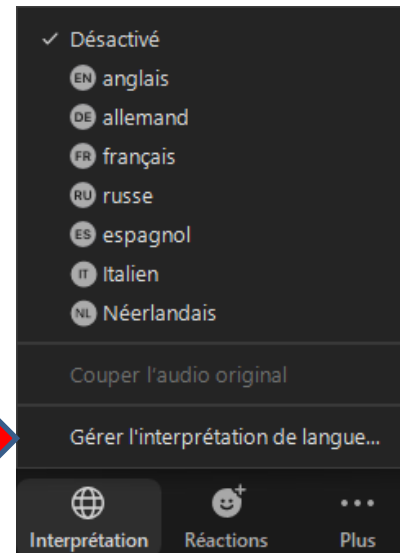 ✓ Désactivé
EN anglais
DE allemand
FR français
RU russe
ES espagnol
IT Italien
NL Néerlandais
Couper l'audio original
Gérer l'interprétation de langue...
Interprétation Réactions Plus